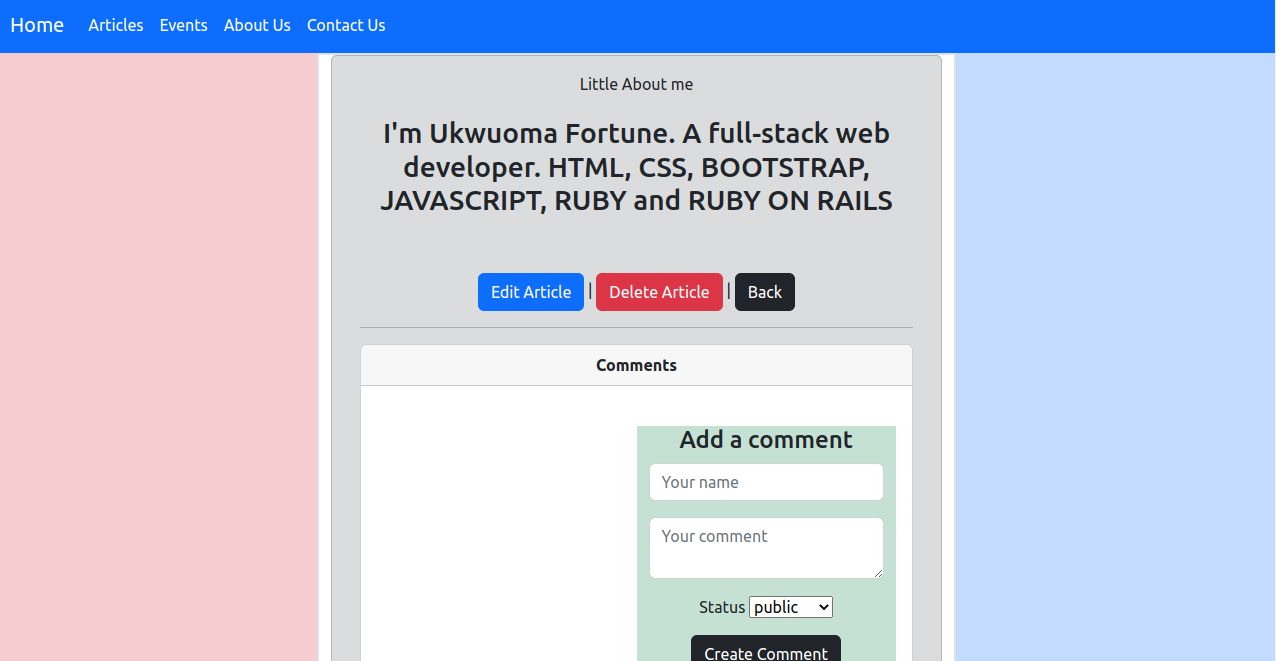 Home Articles Events About Us Contact Us
Little About me
I'm Ukwuoma Fortune. A full-stack web
developer. HTML, CSS, BOOTSTRAP,
JAVASCRIPT, RUBY and RUBY ON RAILS
Edit Article | Delete Article | Back
Comments
Add a comment
Your name
Your comment
Status public
Create Comment